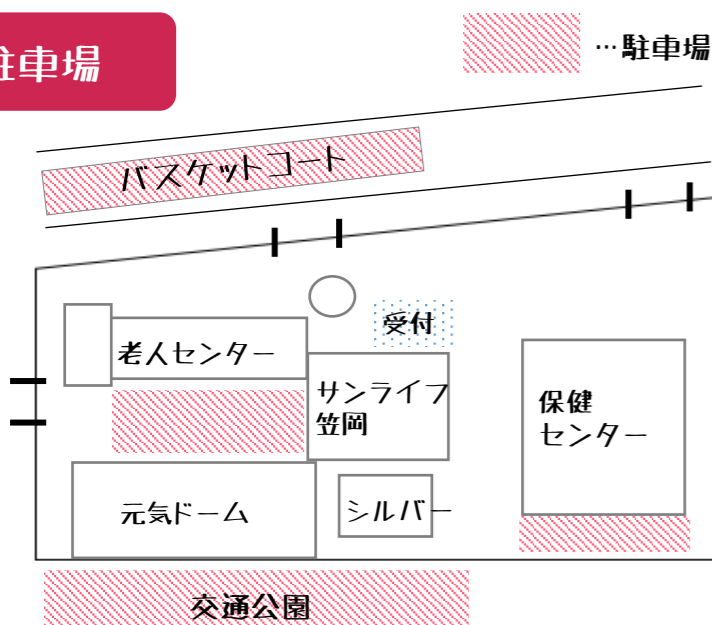 駐車場
…駐車場
バスケットコート
受付
老人センター
サンライフ
笠岡
保健
センター
元気ドーム
シルバー
交通公園